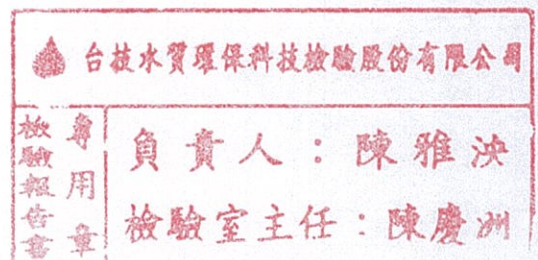 台技水質環保科技檢驗股份有限公司
檢驗報告書
專用章
負責人：陳雅泱
檢驗室主任：陳慶洲